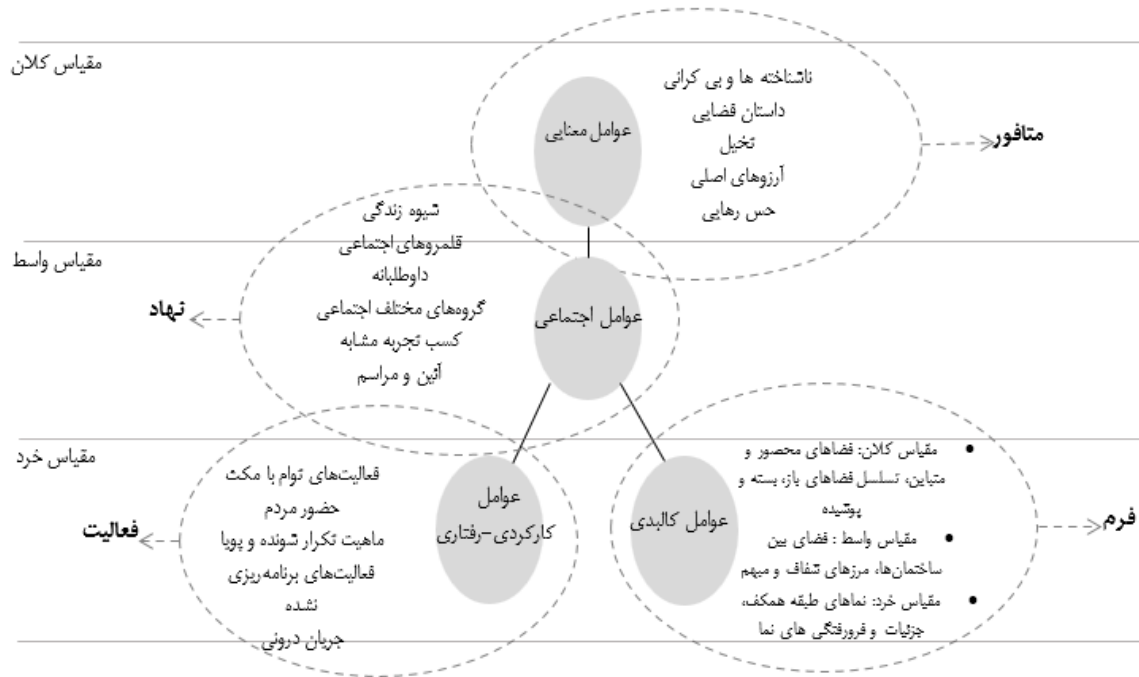 مقیاس کلان
ناشناخته ها و بی کرانی
داستان قضایی
تخیل
آرزوهای اصلی
حس رهایی
عوامل معنایی
متافور
مقیاس واسط
شیوه زندگی
قلمروهای اجتماعی
داوطلبانه
گروه‌های مختلف اجتماعی
کسب تجربه مشابه
آئین و مراسم
عوامل اجتماعی
نهاد
مقیاس خرد
• مقیاس کلان: فضاهای محصور و
متباین، تسلسل فضاهای باز، بسته و
پوشیده
• مقیاس واسط : فضای بین
ساختمان‌ها، مرزهای شفاف و مبهم
• مقیاس خرد: نماهای طبقه همکف،
جزئیات و فرورفتگی های نما
عوامل کالبدی
فرم
عوامل
کارکردی-رفتاری
فعالیت‌های توام با مکث
حضور مردم
ماهیت تکرار شونده و پویا
فعالیت‌های برنامه‌ریزی
نشده
جریان درونی
فعالیت